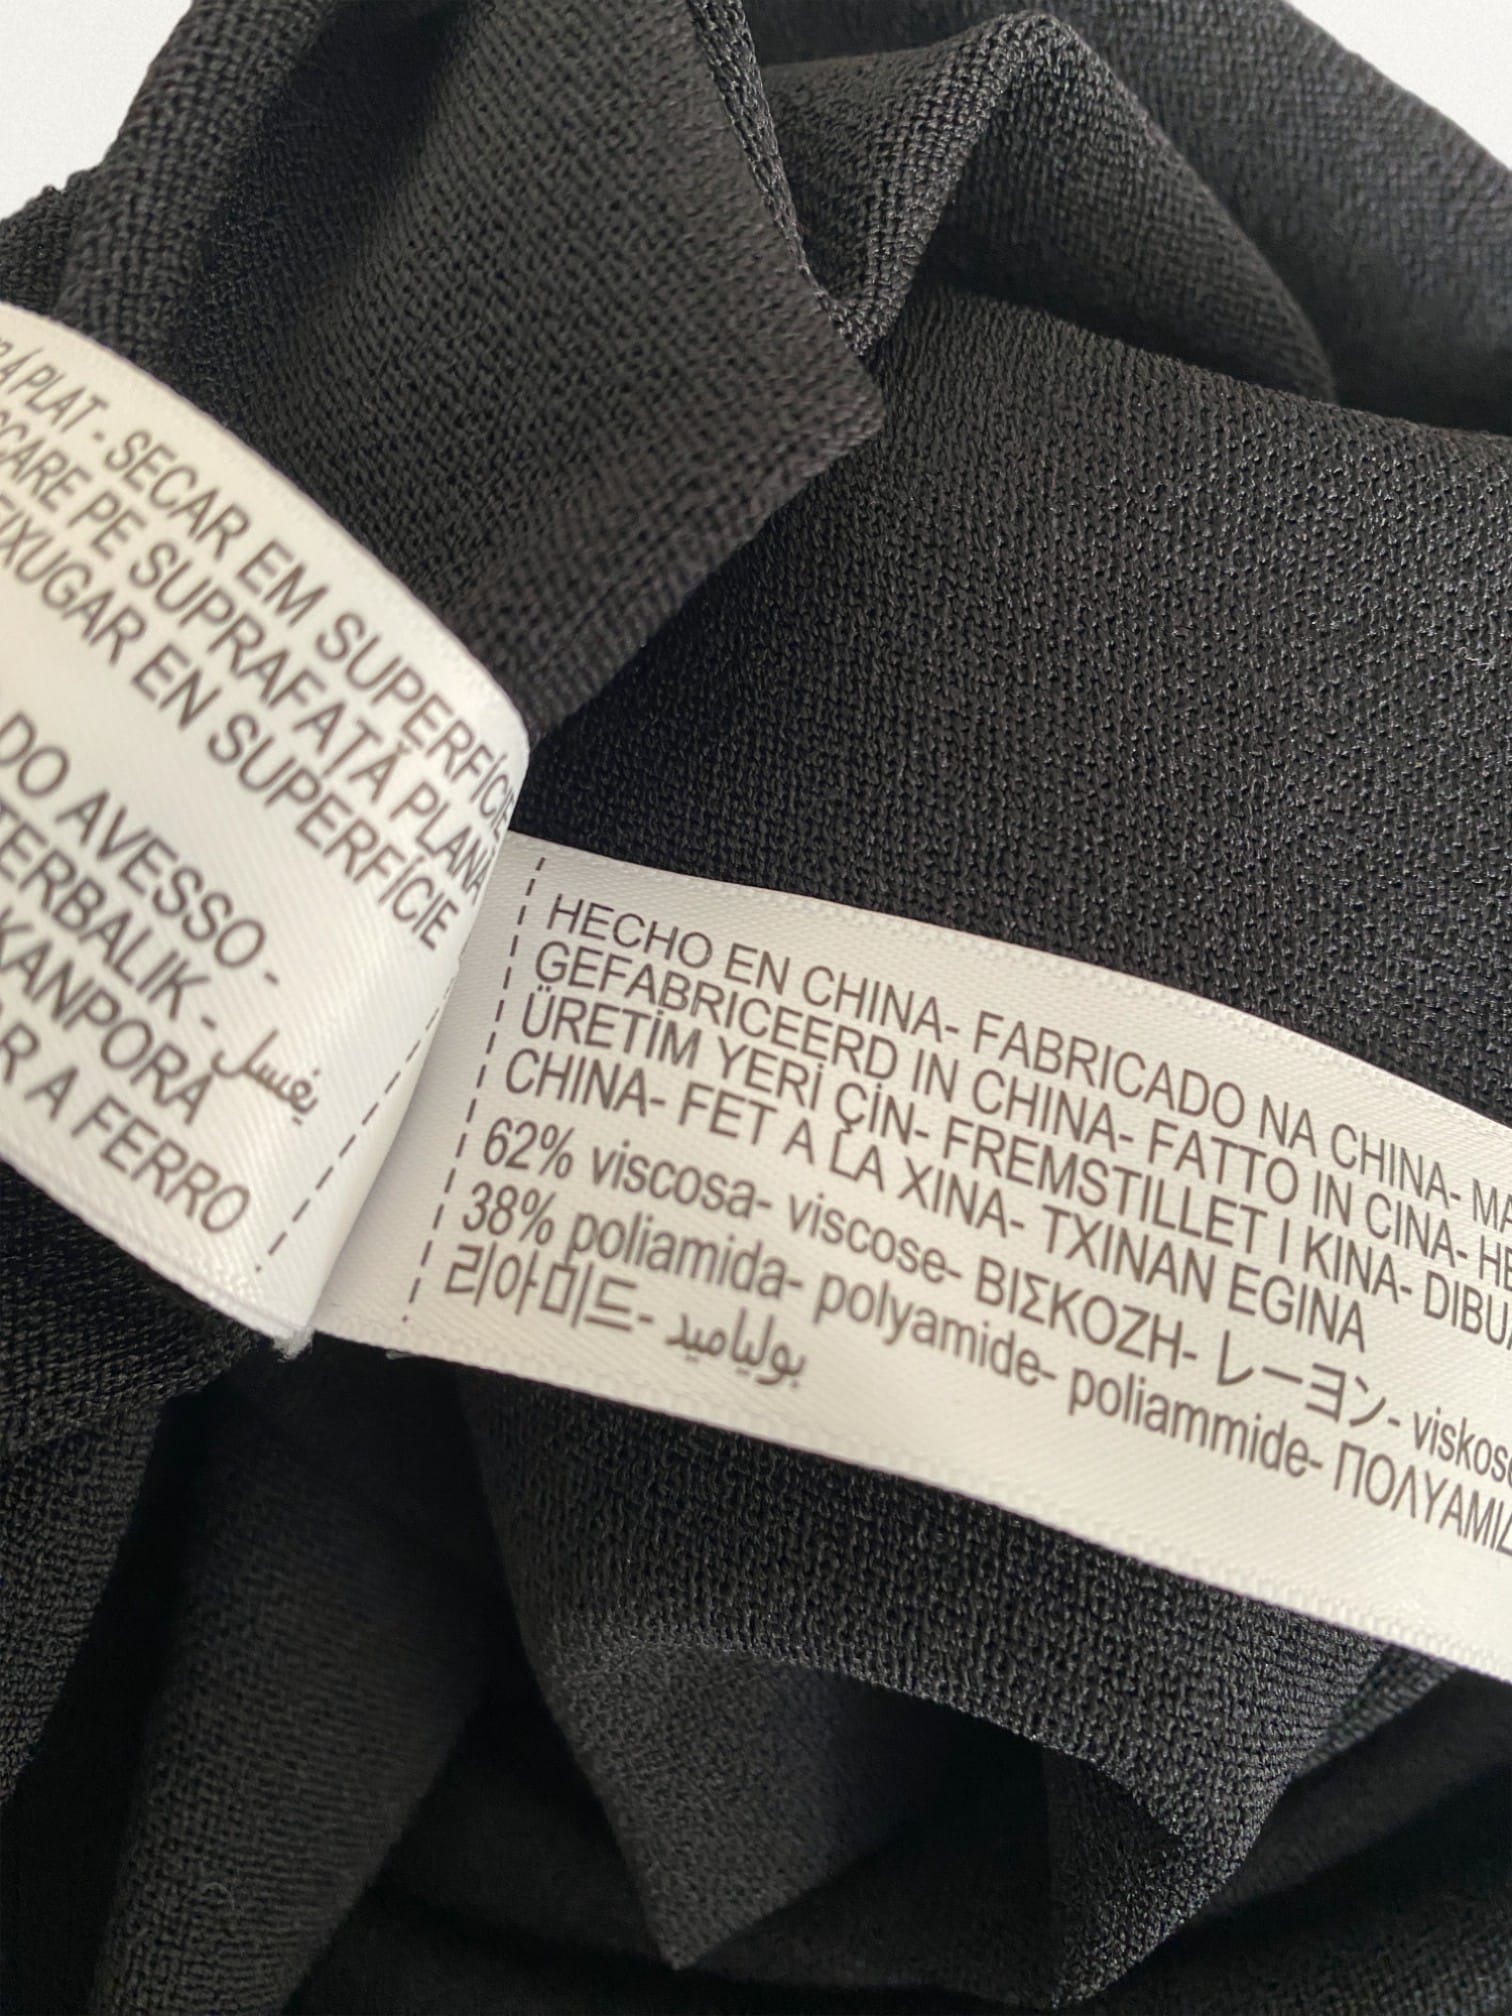 A PLAT - SECAR EM SUPERFÍCIE
PE SUPRAFAȚĂ PLANĂ
EIXUGAR EN SUPERFÍCIE
DO AVESSO -
يغسل -
KANPORA
A FERRO
HECHO EN CHINA- FABRICADO NA CHINA-
GEFABRICEERD IN CHINA- FATTO IN CINA-
ÜRETİM YERİ ÇİN- FREMSTILLET I KINA-
CHINA- FET A LA XINA- TXINAN EGINA
62% viscosa- viscose- ΒΙΣΚΟΖΗ- レーヨン-
38% poliamida- polyamide- poliammide-
리아미드- بولياميد